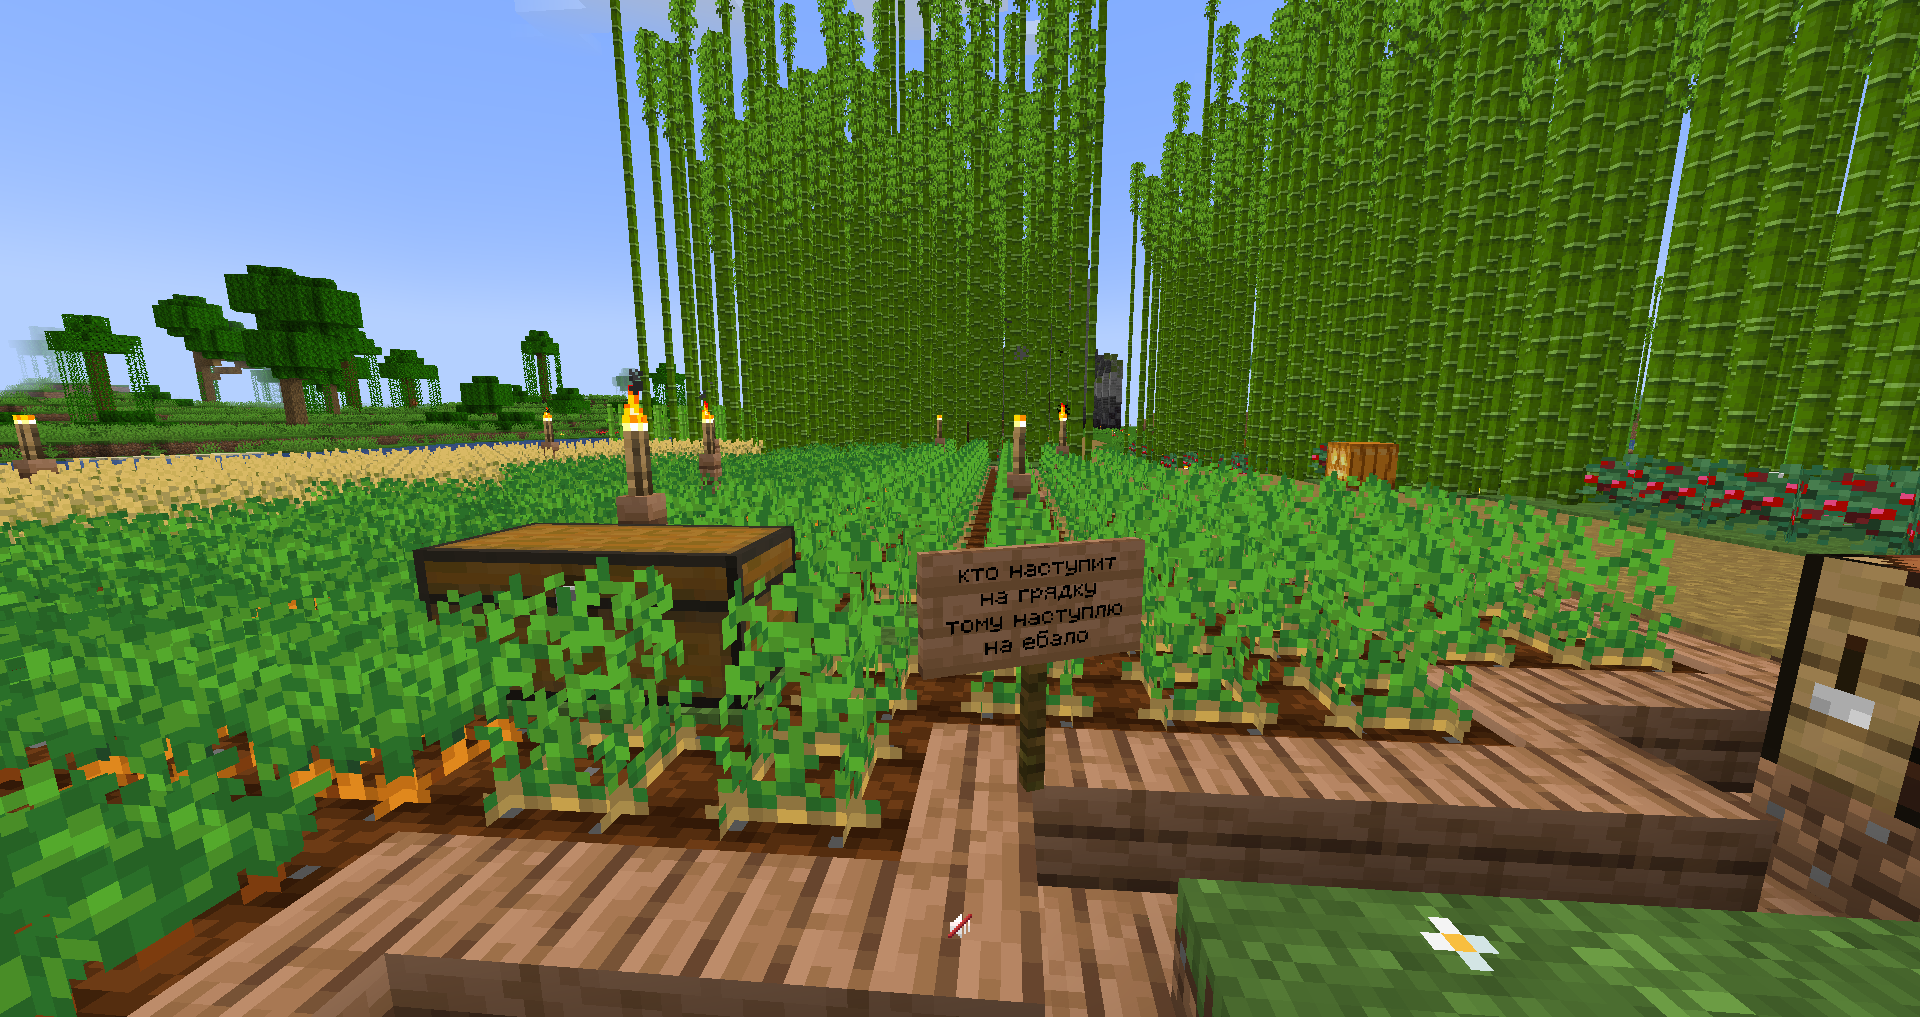 кто наступит
на грядку
тому наступлю
на ебало